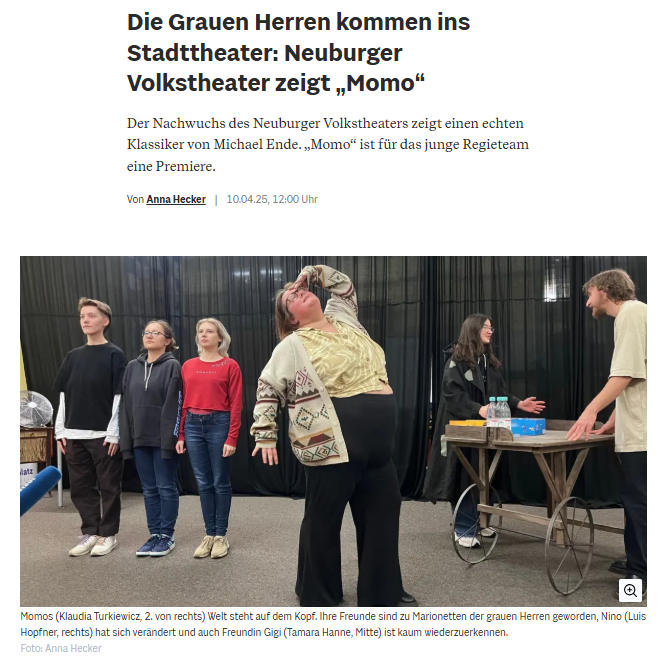 Die Grauen Herren kommen ins
Stadttheater: Neuburger
Volkstheater zeigt „Momo“
Der Nachwuchs des Neuburger Volkstheaters zeigt einen echten
Klassiker von Michael Ende. „Momo“ ist für das junge Regieteam
eine Premiere.
Von Anna Hecker | 10.04.25, 12:00 Uhr
latz
Momos (Klaudia Turkiewicz, 2. von rechts) Welt steht auf dem Kopf. Ihre Freunde sind zu Marionetten der grauen Herren geworden, Nino (Luis
Hopfner, rechts) hat sich verändert und auch Freundin Gigi (Tamara Hanne, Mitte) ist kaum wiederzuerkennen.
Foto: Anna Hecker